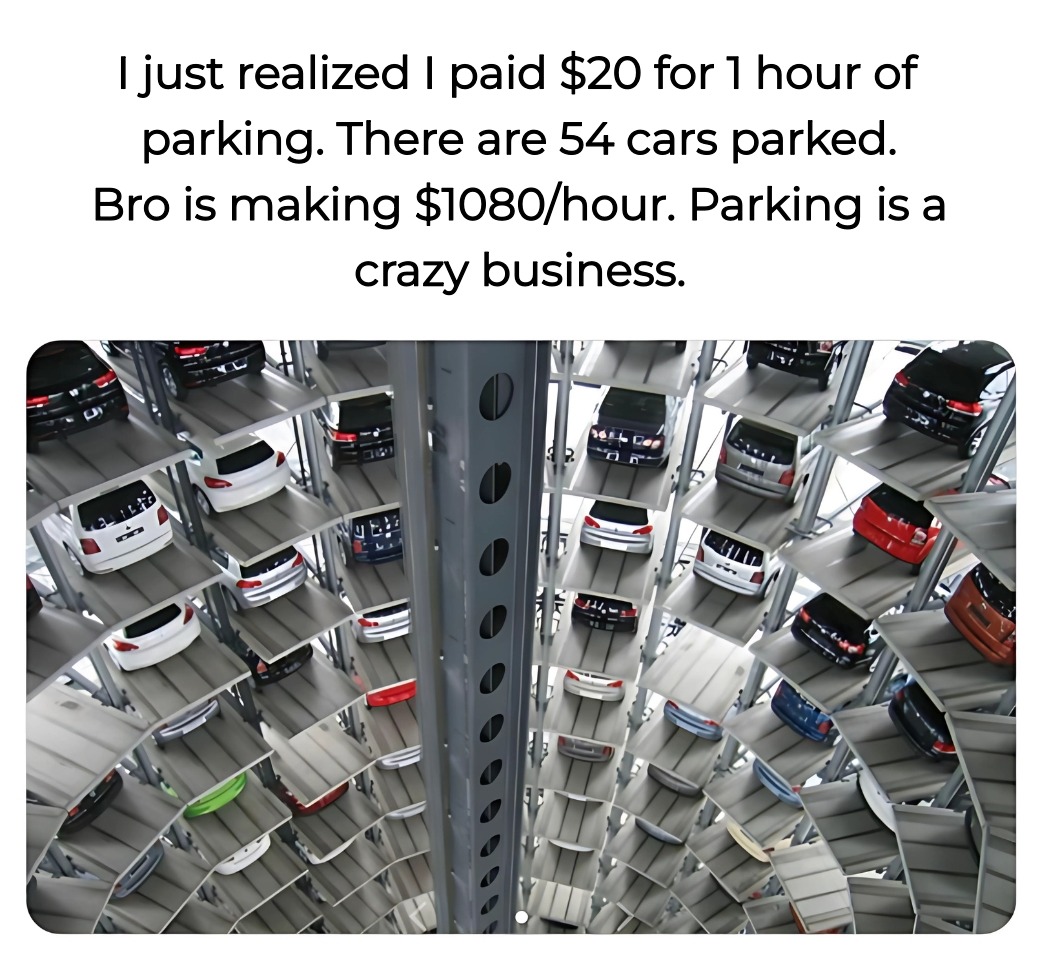 I just realized I paid $20 for 1 hour of
parking. There are 54 cars parked.
Bro is making $1080/hour. Parking is a
crazy business.